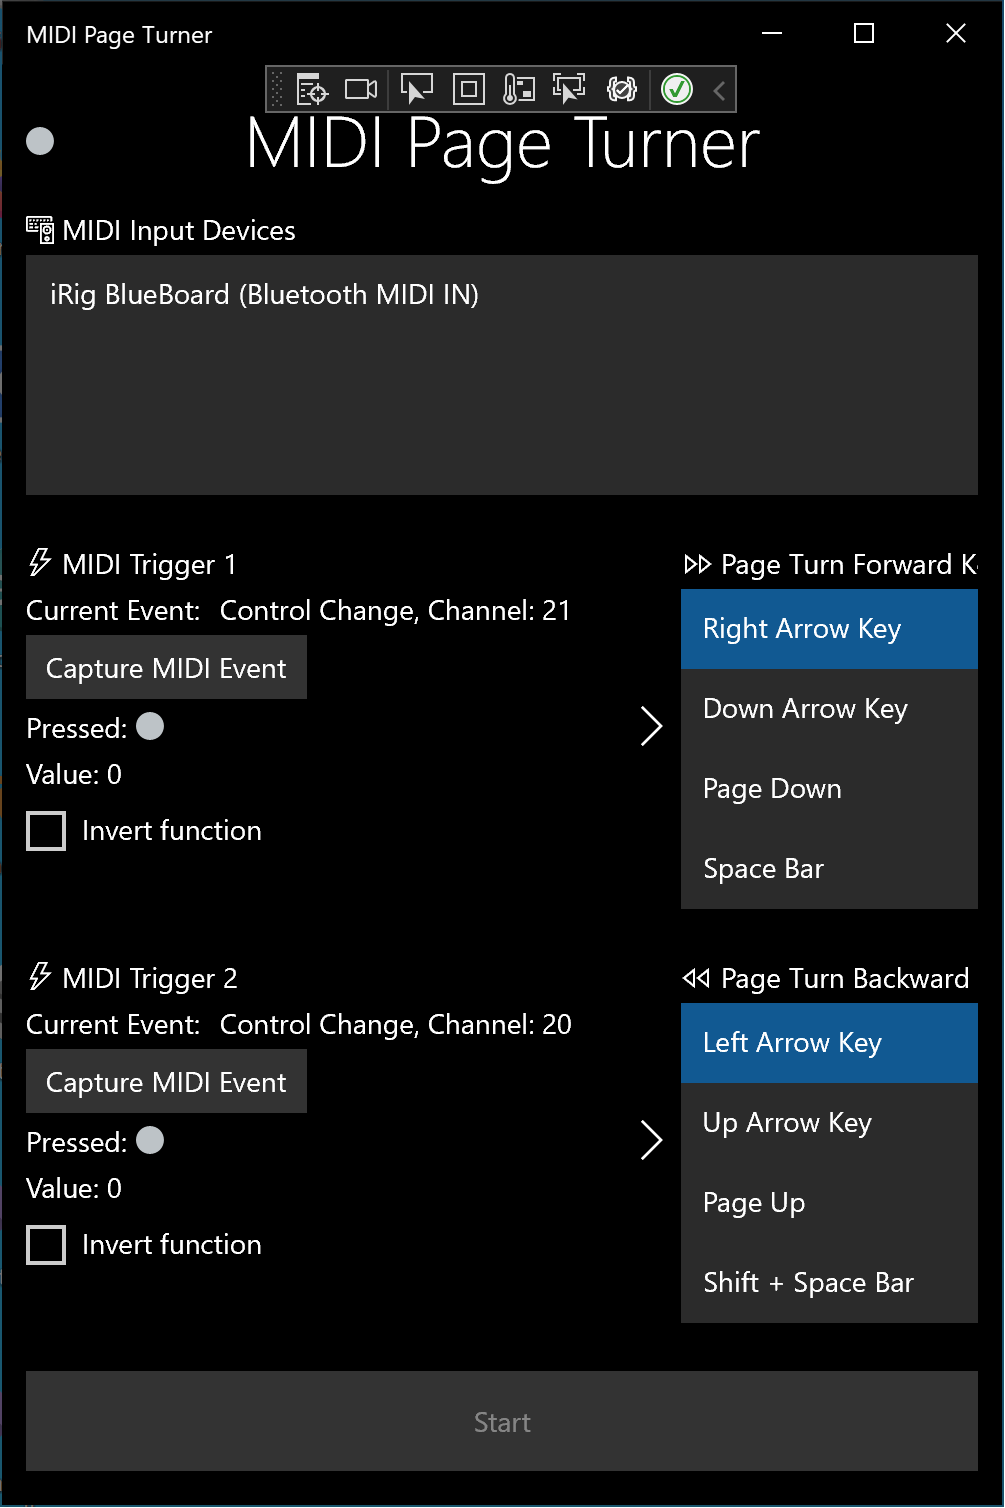 MIDI Page Turner
MIDI Page Turner
MIDI Input Devices
iRig BlueBoard (Bluetooth MIDI IN)
MIDI Trigger 1
Current Event: Control Change, Channel: 21
Capture MIDI Event
Pressed:
Value: 0
Invert function
Page Turn Forward
Right Arrow Key
Down Arrow Key
Page Down
Space Bar
MIDI Trigger 2
Current Event: Control Change, Channel: 20
Capture MIDI Event
Pressed:
Value: 0
Invert function
Page Turn Backward
Left Arrow Key
Up Arrow Key
Page Up
Shift + Space Bar
Start